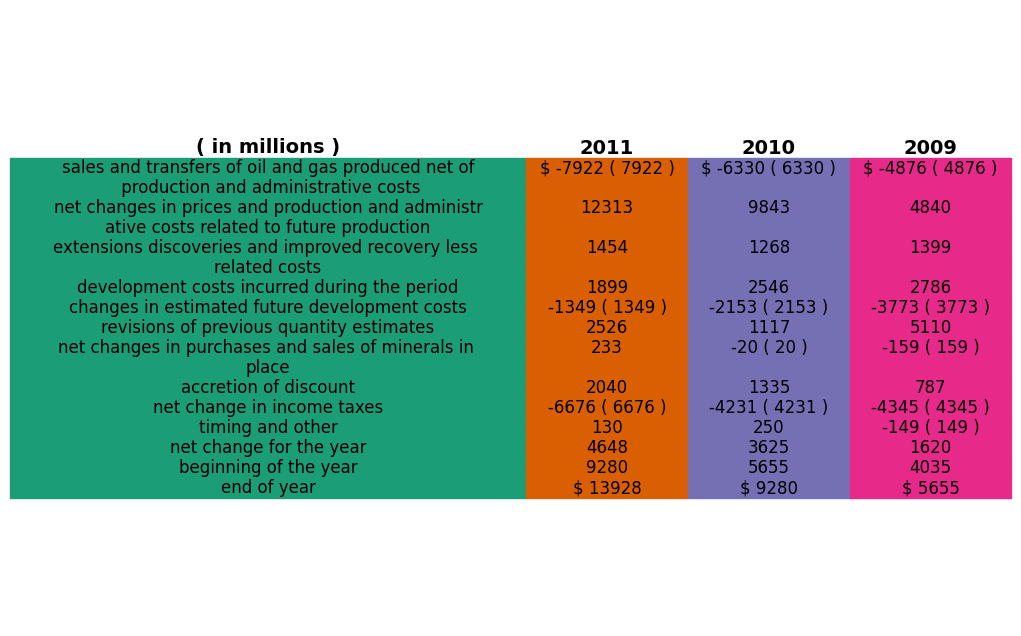 ( in millions ) 2011 2010 2009
sales and transfers of oil and gas produced net of $ -7922 ( 7922 ) $ -6330 ( 6330 ) $ -4876 ( 4876 )
production and administrative costs
net changes in prices and production and administr 12313 9843 4840
ative costs related to future production
extensions discoveries and improved recovery less 1454 1268 1399
related costs
development costs incurred during the period 1899 2546 2786
changes in estimated future development costs -1349 ( 1349 ) -2153 ( 2153 ) -3773 ( 3773 )
revisions of previous quantity estimates 2526 1117 5110
net changes in purchases and sales of minerals in 233 -20 ( 20 ) -159 ( 159 )
place
accretion of discount 2040 1335 787
net change in income taxes -6676 ( 6676 ) -4231 ( 4231 ) -4345 ( 4345 )
timing and other 130 250 -149 ( 149 )
net change for the year 4648 3625 1620
beginning of the year 9280 5655 4035
end of year $ 13928 $ 9280 $ 5655